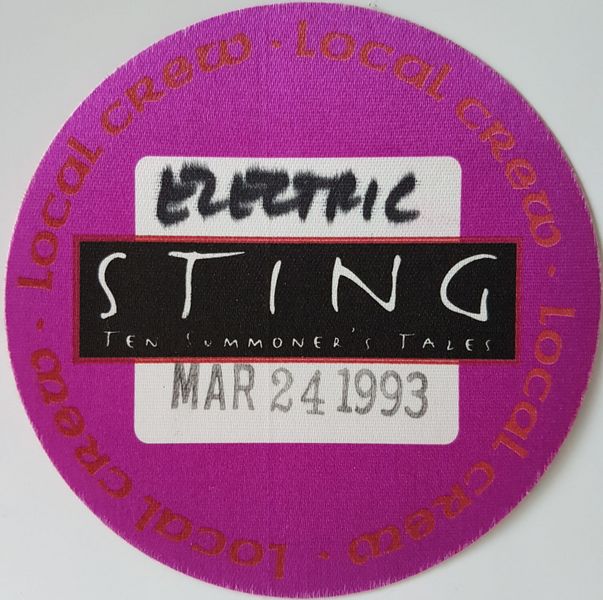 Local Crew · Local Crew · Local Crew · Local Crew ·
ELECTRIC
STING
TEN SUMMONER'S TALES
MAR 24 1993